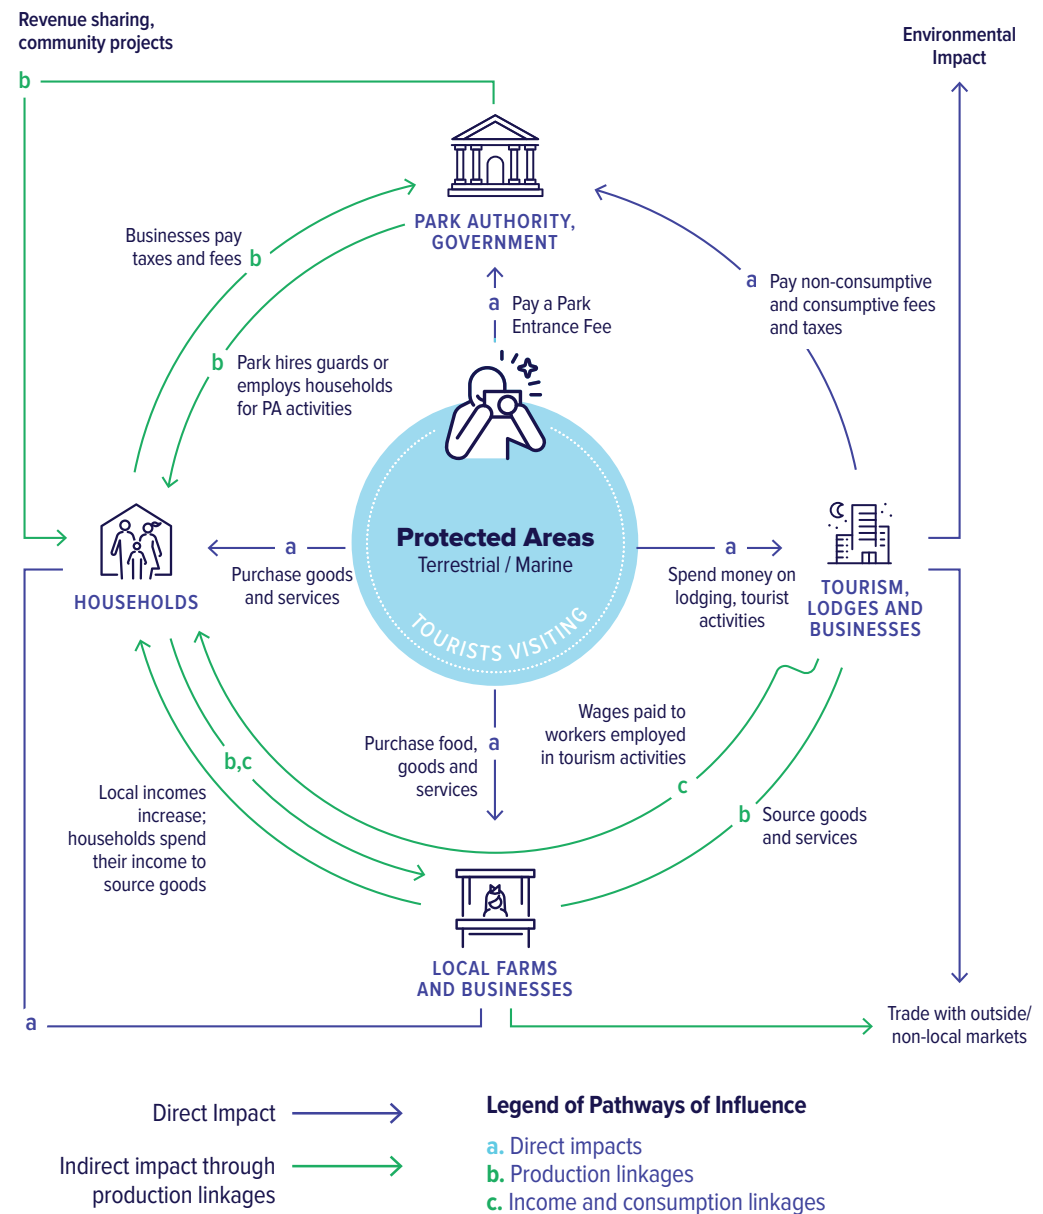 Revenue sharing,
community projects
b
Environmental
Impact
PARK AUTHORITY,
GOVERNMENT
Businesses pay
taxes and fees
b
a
Pay a Park
Entrance Fee
a
Pay non-consumptive
and consumptive fees
and taxes
b
Park hires guards or
employs households
for PA activities
Protected Areas
Terrestrial / Marine
TOURISTS VISITING
a
Purchase goods
and services
HOUSEHOLDS
a
Spend money on
lodging, tourist
activities
TOURISM,
LODGES AND
BUSINESSES
Purchase food,
goods and
services
a
Wages paid to
workers employed
in tourism activities
c
b
Source goods
and services
b,c
Local incomes
increase;
households spend
their income to
source goods
LOCAL FARMS
AND BUSINESSES
a
Trade with outside/
non-local markets
Direct Impact
Indirect impact through
production linkages
Legend of Pathways of Influence
a. Direct impacts
b. Production linkages
c. Income and consumption linkages